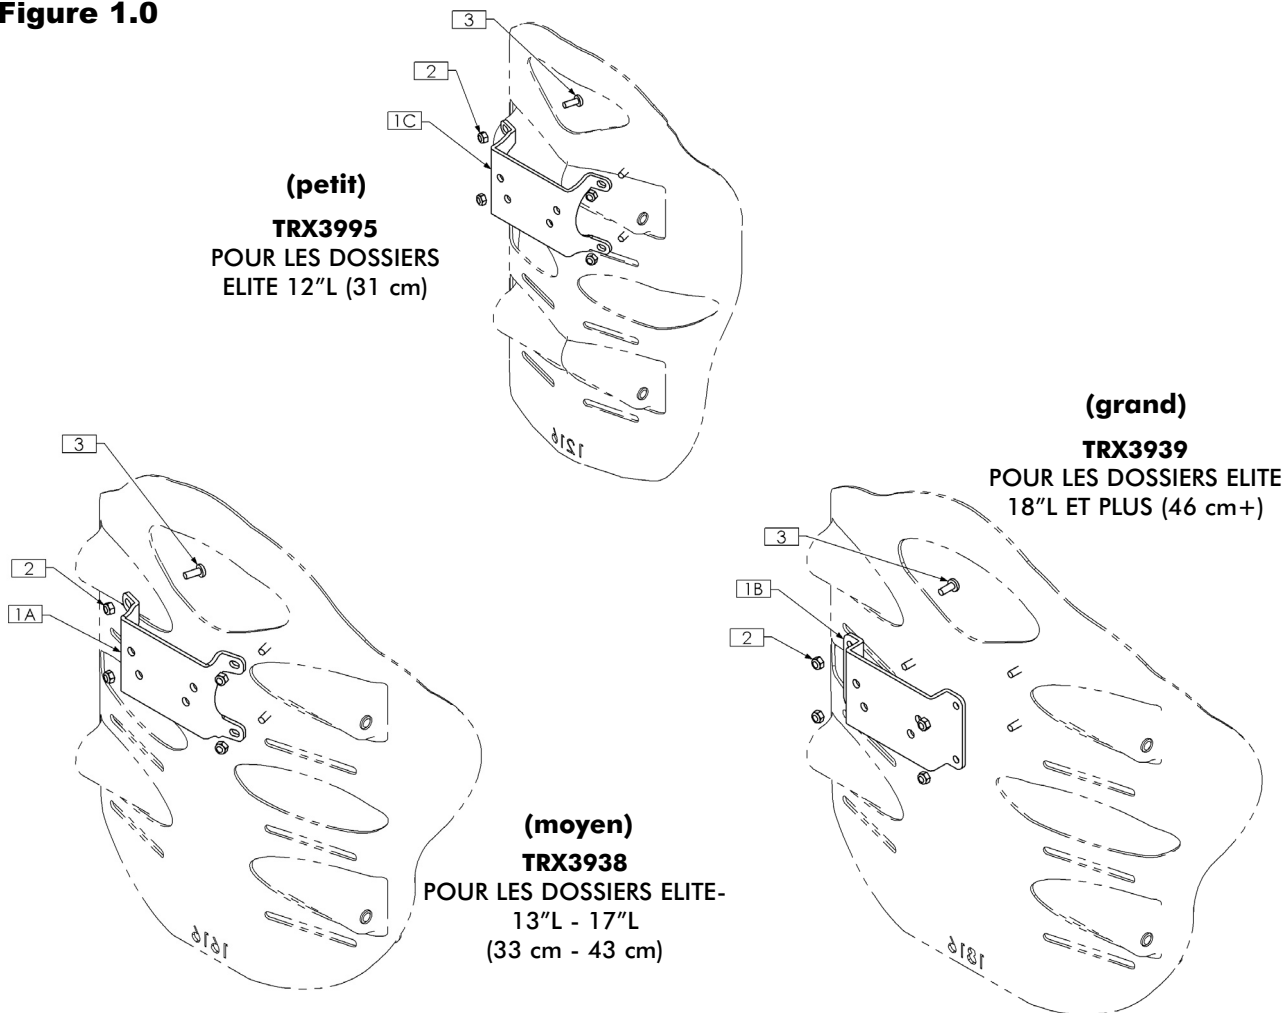 Figure 1.0
3
2
1C
(petit)
TRX3995
POUR LES DOSSIERS
ELITE 12"L (31 cm)
1216
(grand)
TRX3939
POUR LES DOSSIERS ELITE
18"L ET PLUS (46 cm+)
3
2
1A
1616
3
1B
2
1816
(moyen)
TRX3938
POUR LES DOSSIERS ELITE-
13"L - 17"L
(33 cm - 43 cm)